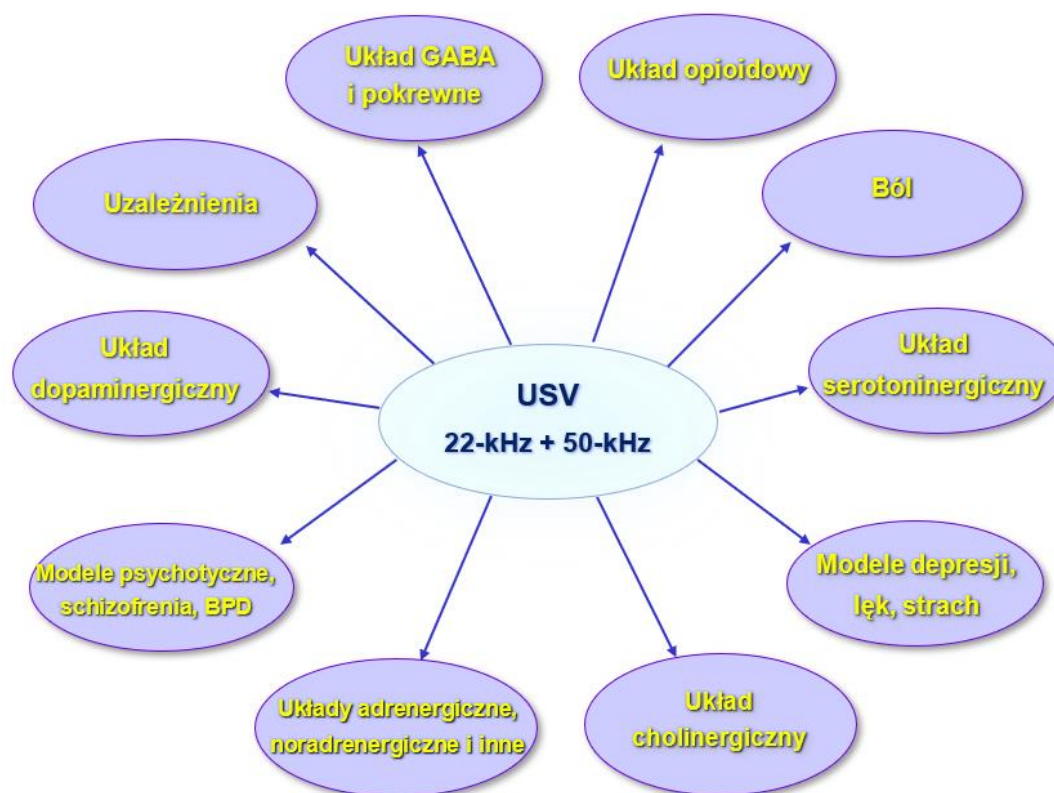 Układ GABA
i pokrewne
Układ opioidowy
Uzależnienia
Ból
Układ
dopaminergiczny
USV
22-kHz + 50-kHz
Układ
serotoninergiczny
Modele psychotyczne,
schizofrenia, BPD
Modele depresji,
lęk, strach
Układy adrenergiczne,
noradrenergiczne i inne
Układ
cholinergiczny